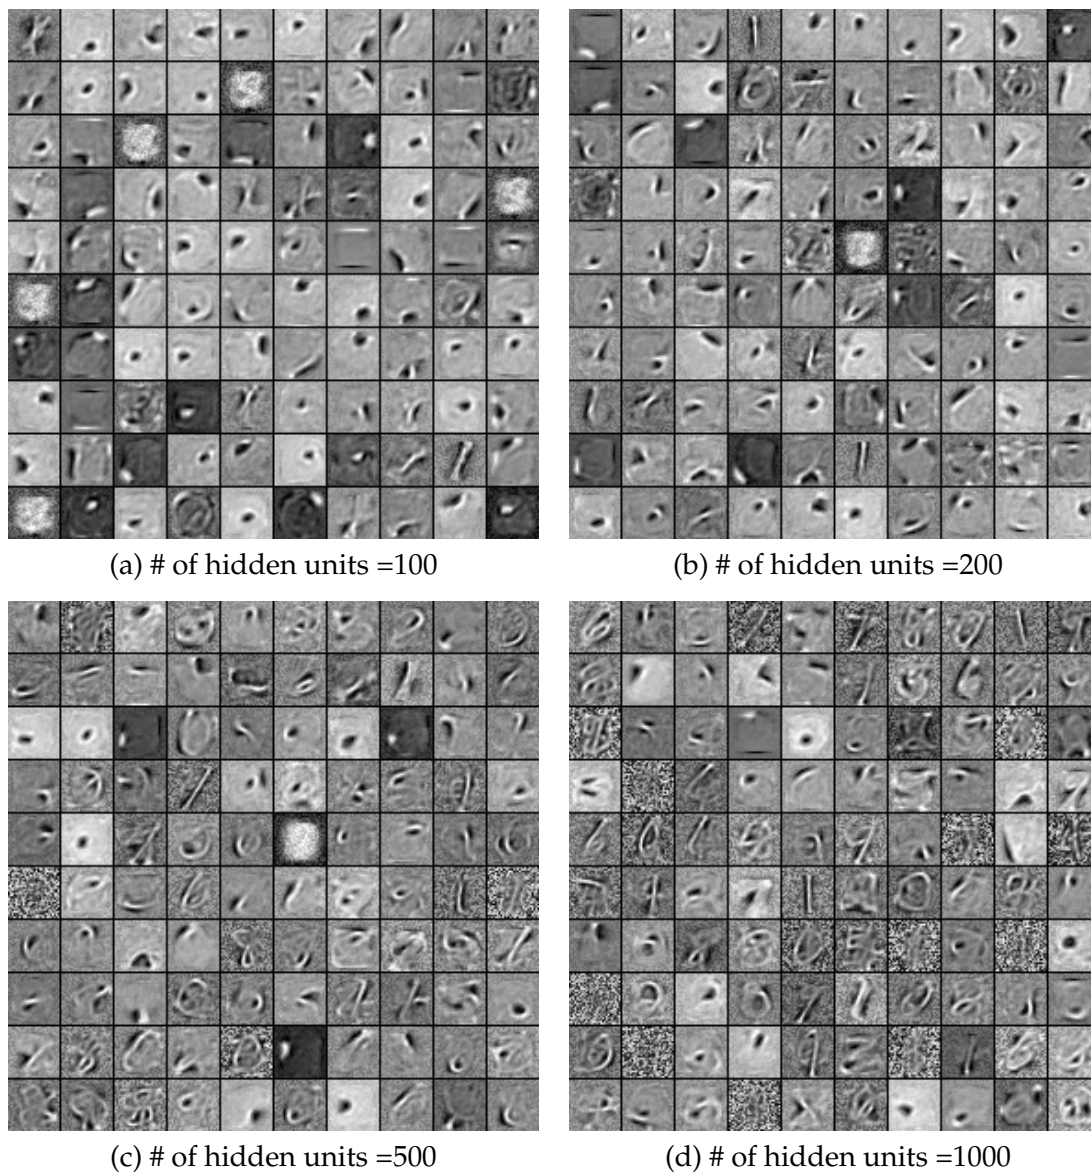 (a) # of hidden units =100
(b) # of hidden units =200
(c) # of hidden units =500
(d) # of hidden units =1000